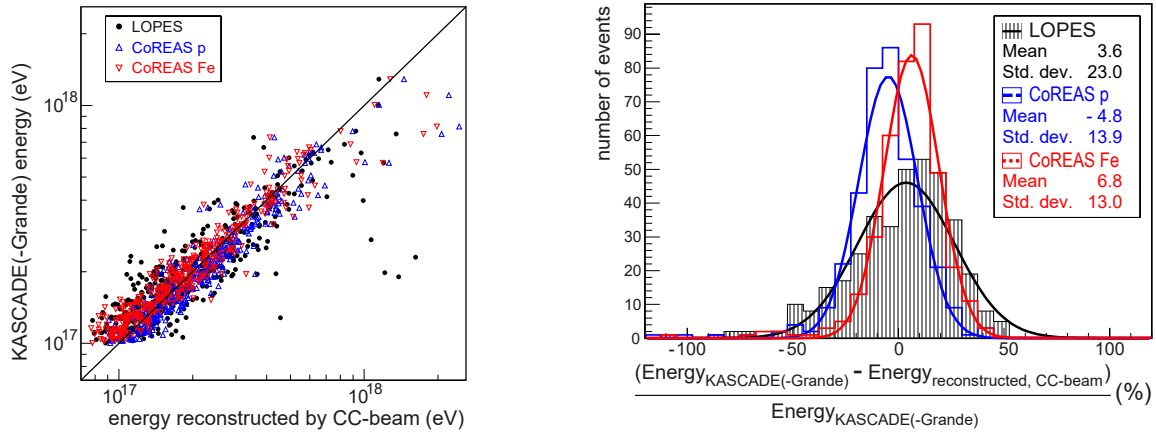 KASCADE(-Grande) energy (eV)
10^18
10^17
LOPES
CoREAS p
CoREAS Fe
10^17
10^18
energy reconstructed by CC-beam (eV)
number of events
90
80
70
60
50
40
30
20
10
0
LOPES
Mean 3.6
Std. dev. 23.0
CoREAS p
Mean - 4.8
Std. dev. 13.9
CoREAS Fe
Mean 6.8
Std. dev. 13.0
-100 -50 0 50 100
(Energy_KASCADE(-Grande) - Energy_reconstructed, CC-beam)
Energy_KASCADE(-Grande)
(%)